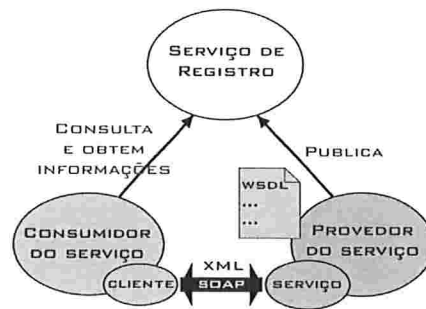 SERVIÇO DE
REGISTRO
CONSULTA
E OBTEM
INFORMAÇÕES
PUBLICA
WSDL
...
...
CONSUMIDOR
DO SERVIÇO
PROVEDOR
DO SERVIÇO
CLIENTE
XML
SOAP
SERVIÇO